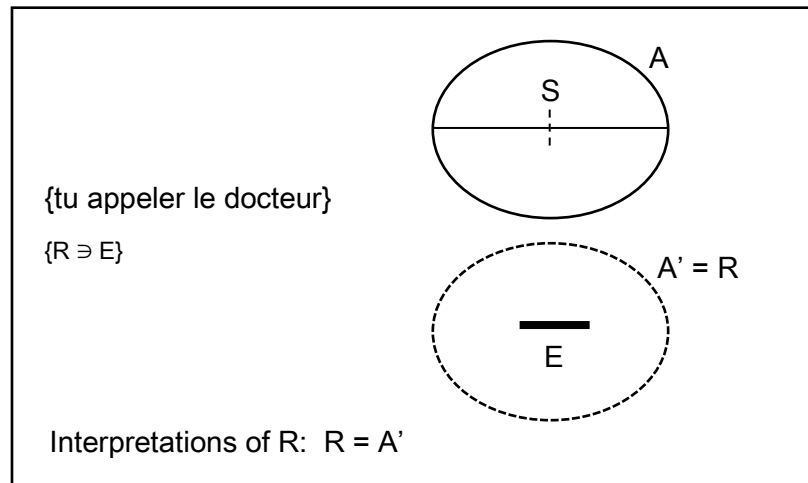 A
S
{tu appeler le docteur}
{R ∋ E}
A’ = R
E
Interpretations of R:  R = A’